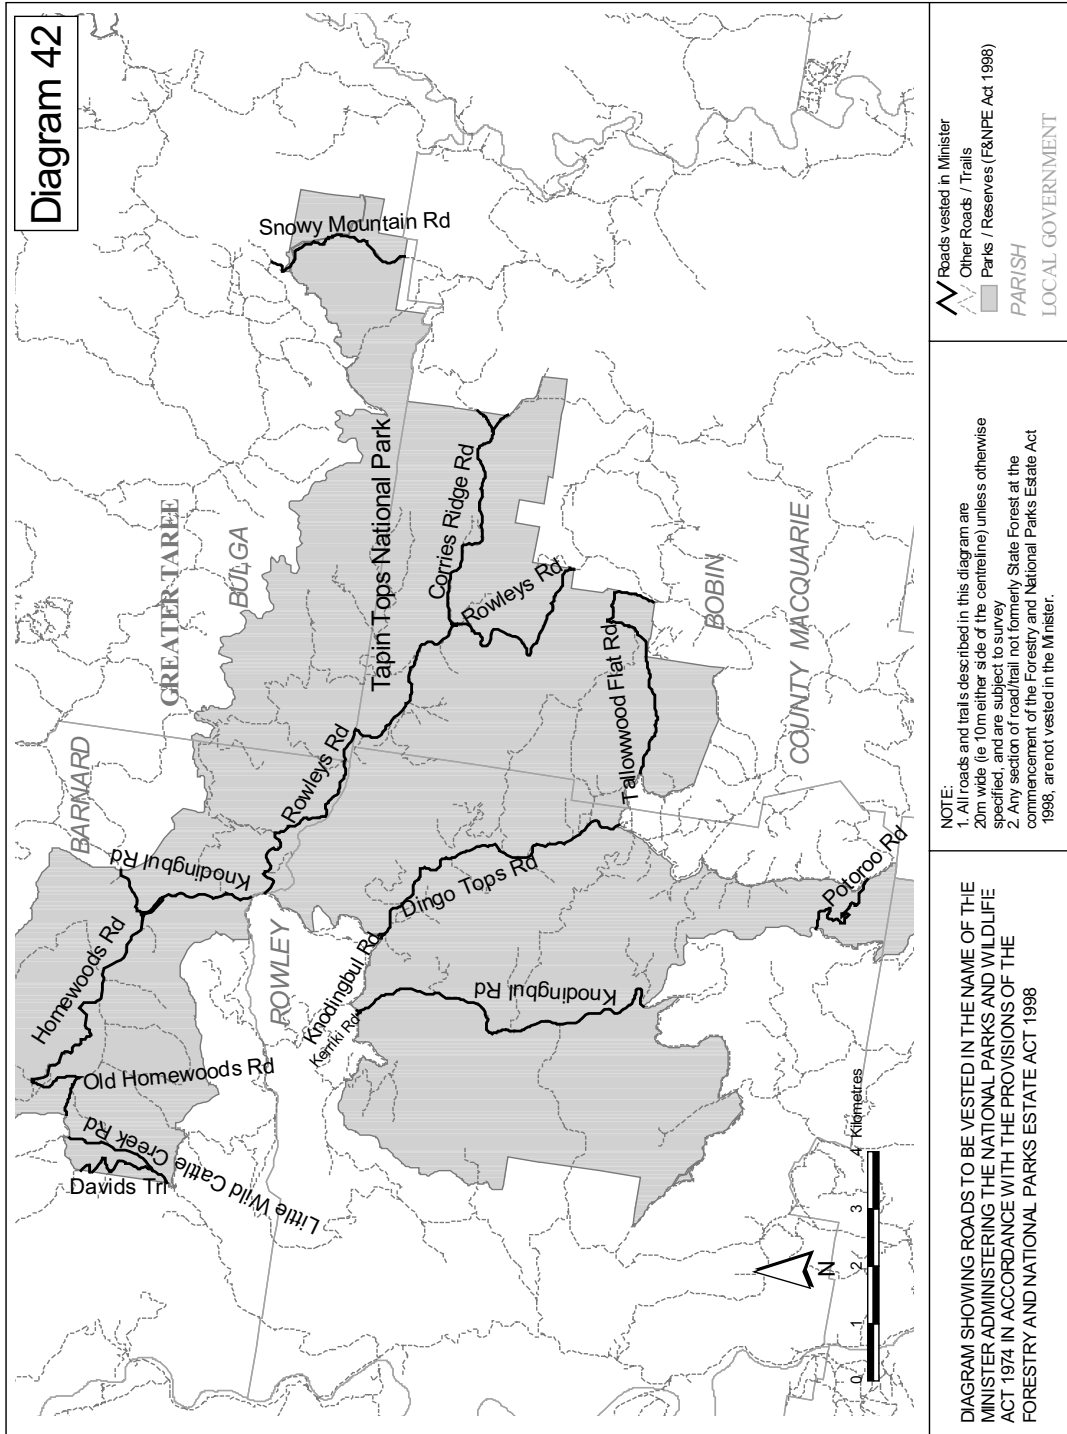 Diagram 42
Snowy Mountain Rd
Tapin Tops National Park
GREATER TAREE
BULGA
BARNARD
Corries Ridge Rd
Rowleys Rd
Rowleys Rd
Knodingbul Rd
Homewoods Rd
Old Homewoods Rd
Little Wild Cattle Creek Rd
Davids Trl
ROWLEY
Knodingbul Rd
Kerriki Rd
Dingo Tops Rd
Knodingbul Rd
Tallowwood Flat Rd
BOBIN
COUNTY MACQUARIE
Potoroo Rd
N
0 1 2 3 4 Kilometres
DIAGRAM SHOWING ROADS TO BE VESTED IN THE NAME OF THE
MINISTER ADMINISTERING THE NATIONAL PARKS AND WILDLIFE
ACT 1974 IN ACCORDANCE WITH THE PROVISIONS OF THE
FORESTRY AND NATIONAL PARKS ESTATE ACT 1998
NOTE:
1. All roads and trails described in this diagram are
20m wide (ie 10m either side of the centreline) unless otherwise
specified, and are subject to survey
2. Any section of road/trail not formerly State Forest at the
commencement of the Forestry and National Parks Estate Act
1998, are not vested in the Minister.
Roads vested in Minister
Other Roads / Trails
Parks / Reserves (F&NPE Act 1998)
PARISH
LOCAL GOVERNMENT